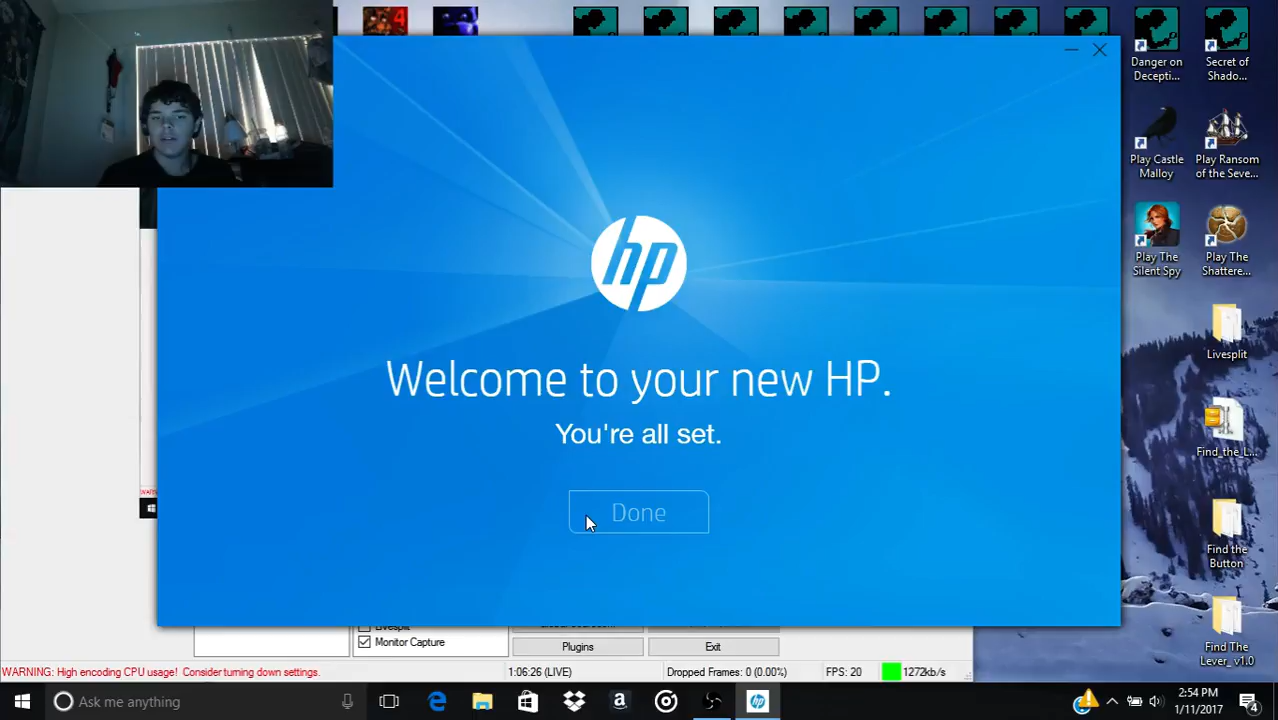 4
Danger on
Decepti...
Secret of
Shado...
Play Castle
Malloy
Play Ransom
of the Seve...
hp
Play The
Silent Spy
Play The
Shattere...
Welcome to your new HP.
You're all set.
Done
Livesplit
Find_the_L...
Find the
Button
Find The
Lever_v1.0
Monitor Capture
Plugins
Exit
WARNING: High encoding CPU usage! Consider turning down settings.
1:06:26 (LIVE)
Dropped Frames: 0 (0.00%)
FPS: 20
1272kb/s
Ask me anything
2:54 PM
1/11/2017
4